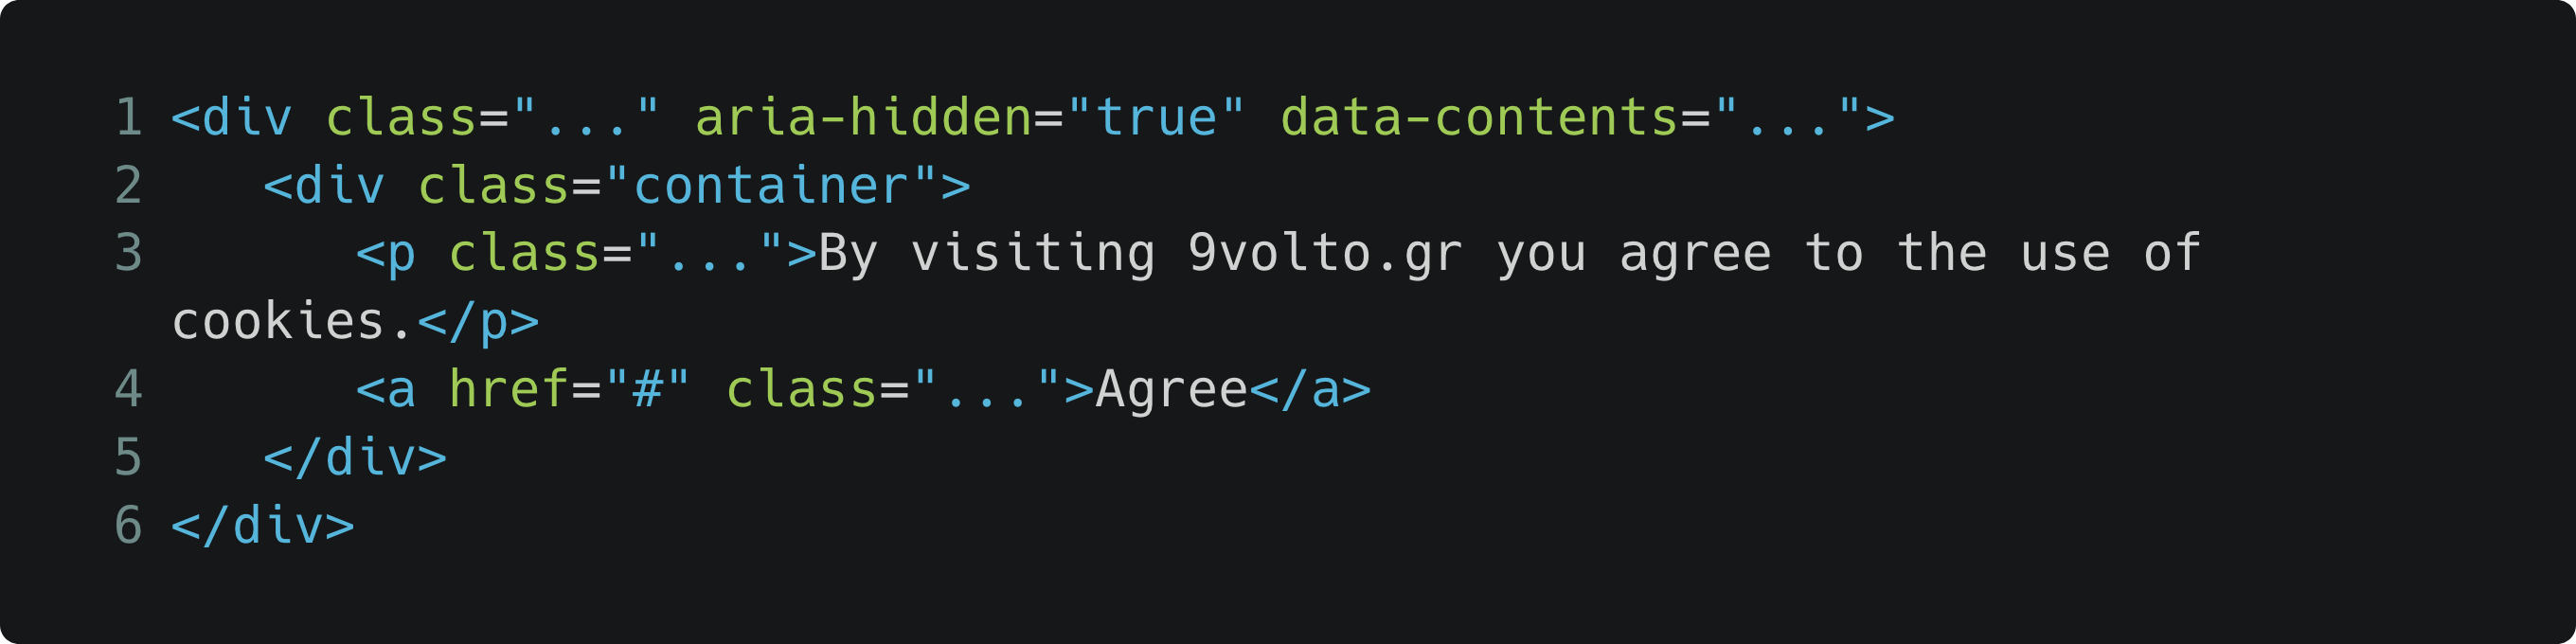 1 <div class="..." aria-hidden="true" data-contents="...">
2    <div class="container">
3       <p class="...">By visiting 9volto.gr you agree to the use of
cookies.</p>
4       <a href="#" class="...">Agree</a>
5    </div>
6 </div>